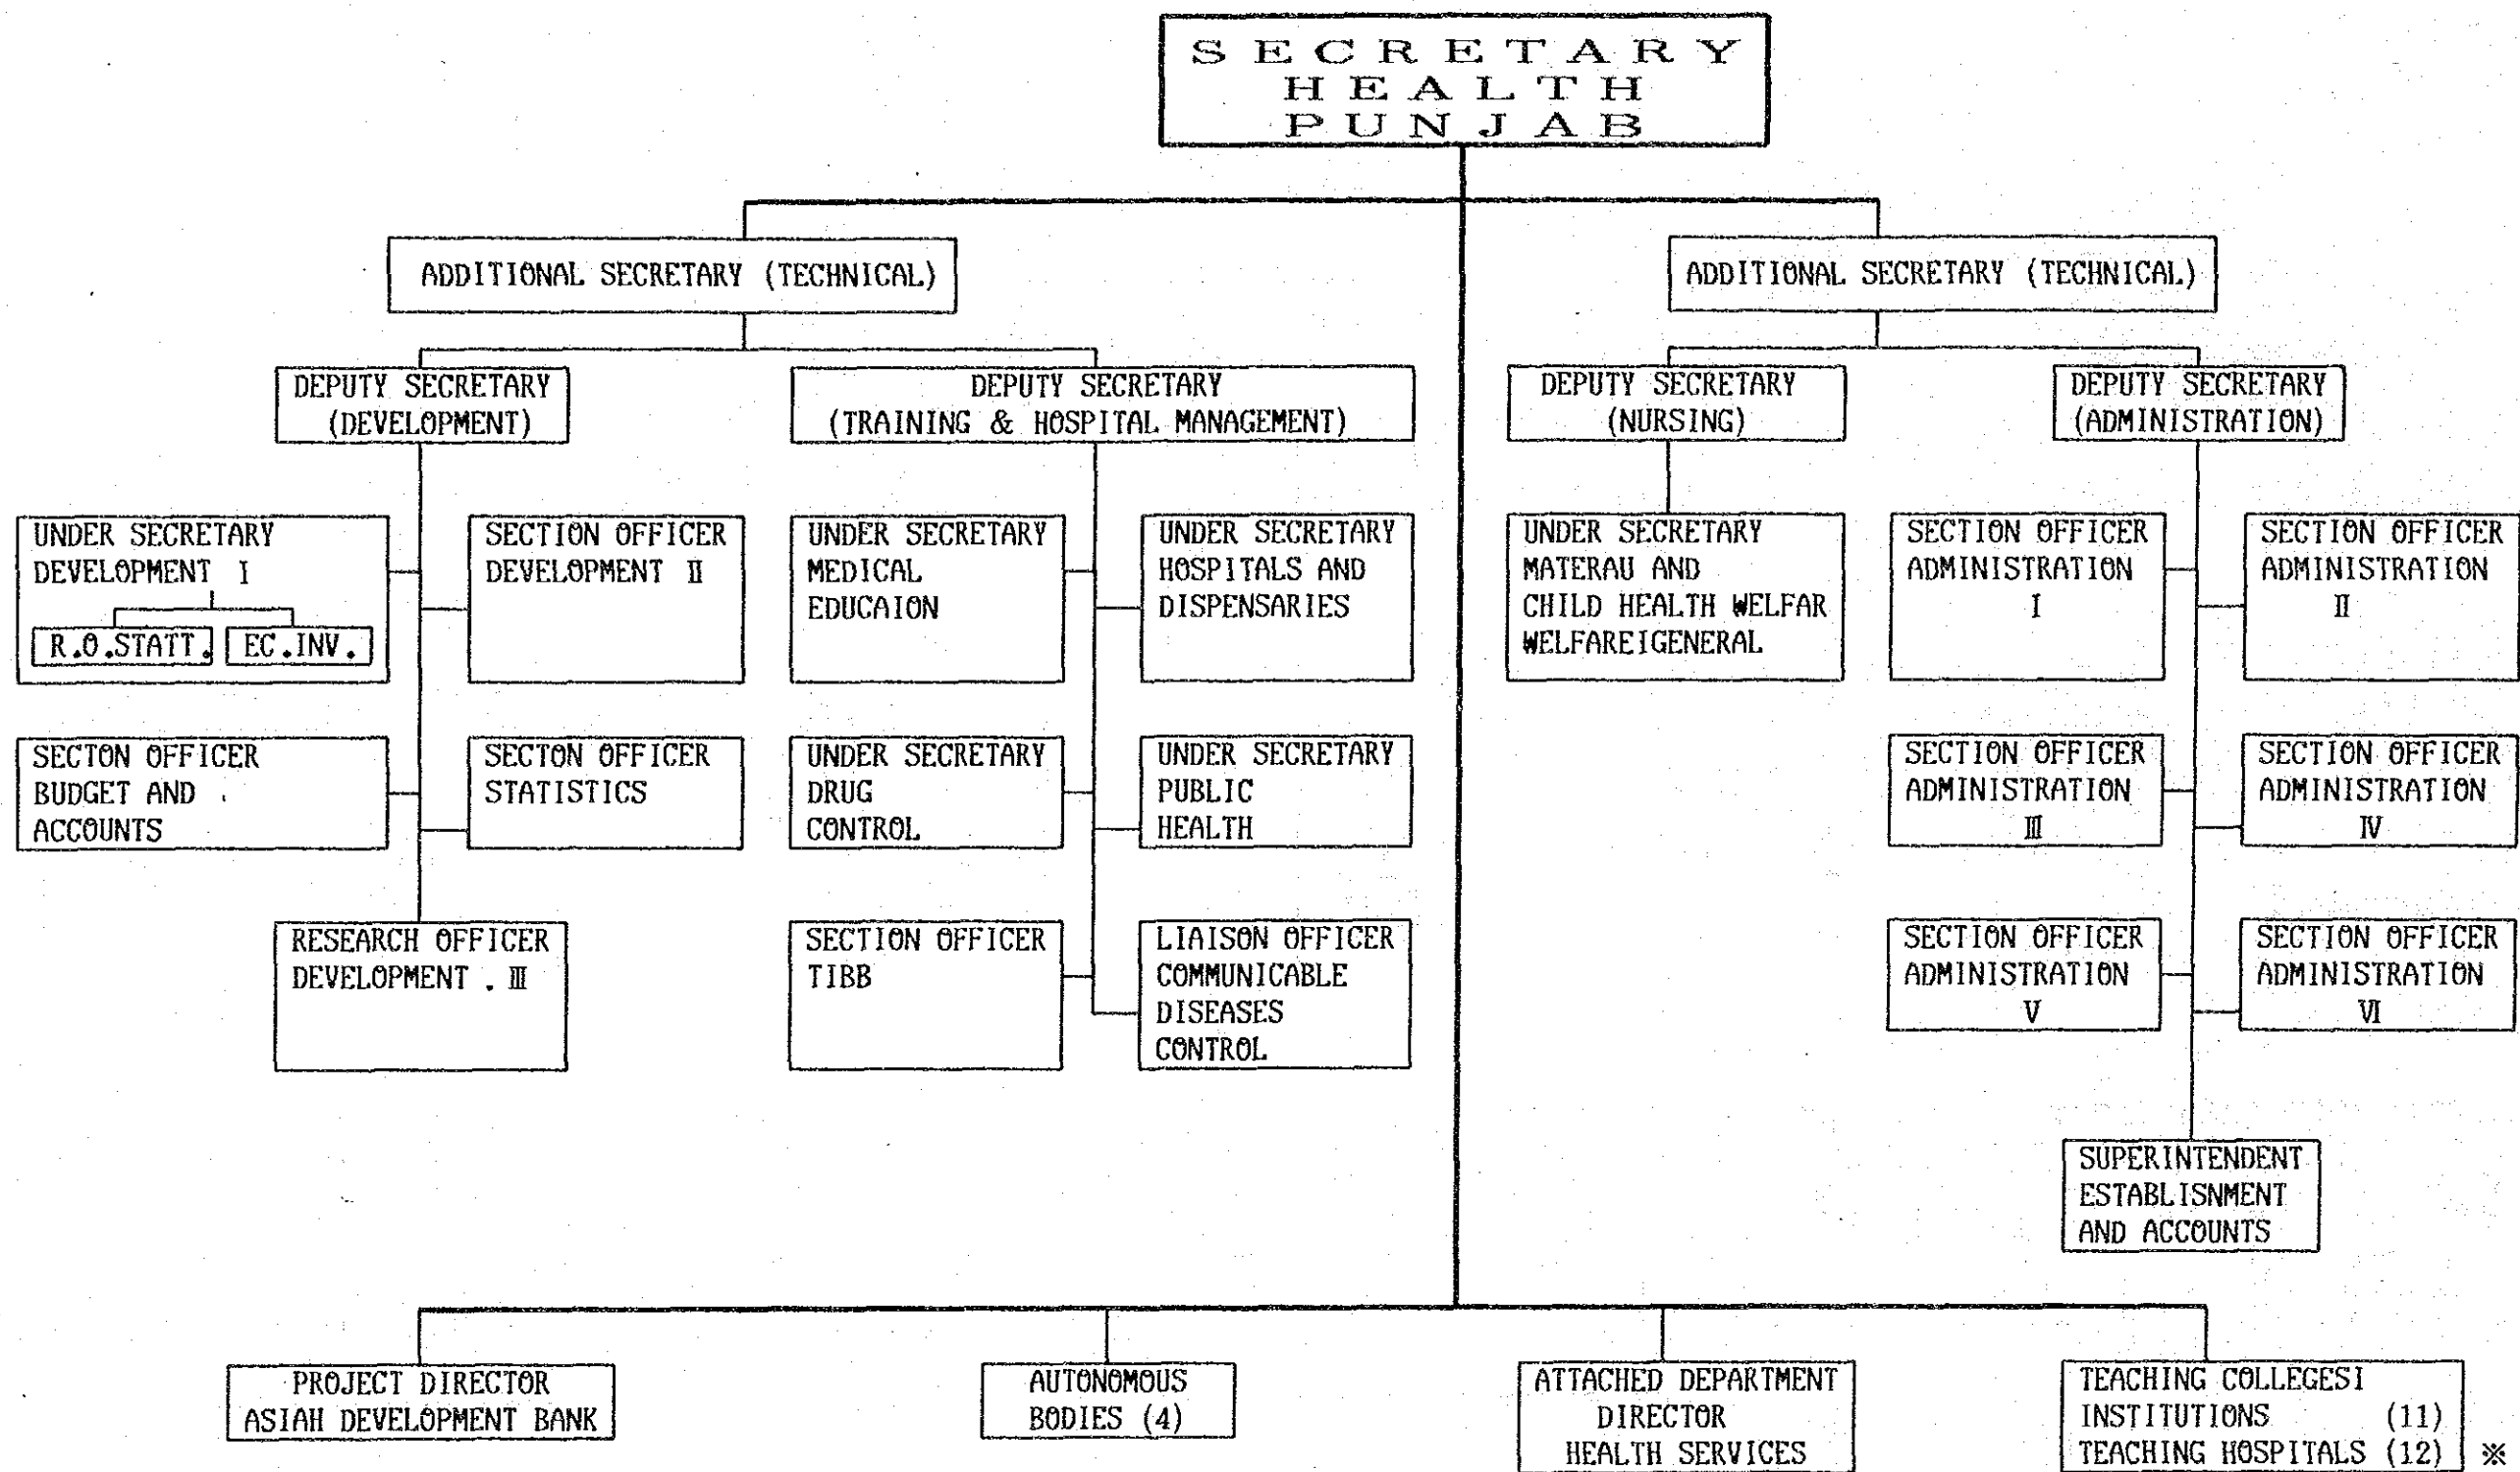 SECRETARY
HEALTH
PUNJAB
ADDITIONAL SECRETARY (TECHNICAL)
ADDITIONAL SECRETARY (TECHNICAL)
DEPUTY SECRETARY
(DEVELOPMENT)
DEPUTY SECRETARY
(TRAINING & HOSPITAL MANAGEMENT)
DEPUTY SECRETARY
(NURSING)
DEPUTY SECRETARY
(ADMINISTRATION)
UNDER SECRETARY
DEVELOPMENT I
R.O.STATT.
EC.INV.
SECTION OFFICER
DEVELOPMENT II
UNDER SECRETARY
MEDICAL
EDUCAION
UNDER SECRETARY
HOSPITALS AND
DISPENSARIES
UNDER SECRETARY
MATERAU AND
CHILD HEALTH WELFAR
WELFAREIGENERAL
SECTION OFFICER
ADMINISTRATION
I
SECTION OFFICER
ADMINISTRATION
II
SECTON OFFICER
BUDGET AND
ACCOUNTS
SECTON OFFICER
STATISTICS
UNDER SECRETARY
DRUG
CONTROL
UNDER SECRETARY
PUBLIC
HEALTH
SECTION OFFICER
ADMINISTRATION
III
SECTION OFFICER
ADMINISTRATION
IV
RESEARCH OFFICER
DEVELOPMENT . III
SECTION OFFICER
TIBB
LIAISON OFFICER
COMMUNICABLE
DISEASES
CONTROL
SECTION OFFICER
ADMINISTRATION
V
SECTION OFFICER
ADMINISTRATION
VI
SUPERINTENDENT
ESTABLISNMENT
AND ACCOUNTS
PROJECT DIRECTOR
ASIAH DEVELOPMENT BANK
AUTONOMOUS
BODIES (4)
ATTACHED DEPARTMENT
DIRECTOR
HEALTH SERVICES
TEACHING COLLEGESI
INSTITUTIONS (11)
TEACHING HOSPITALS (12) ※